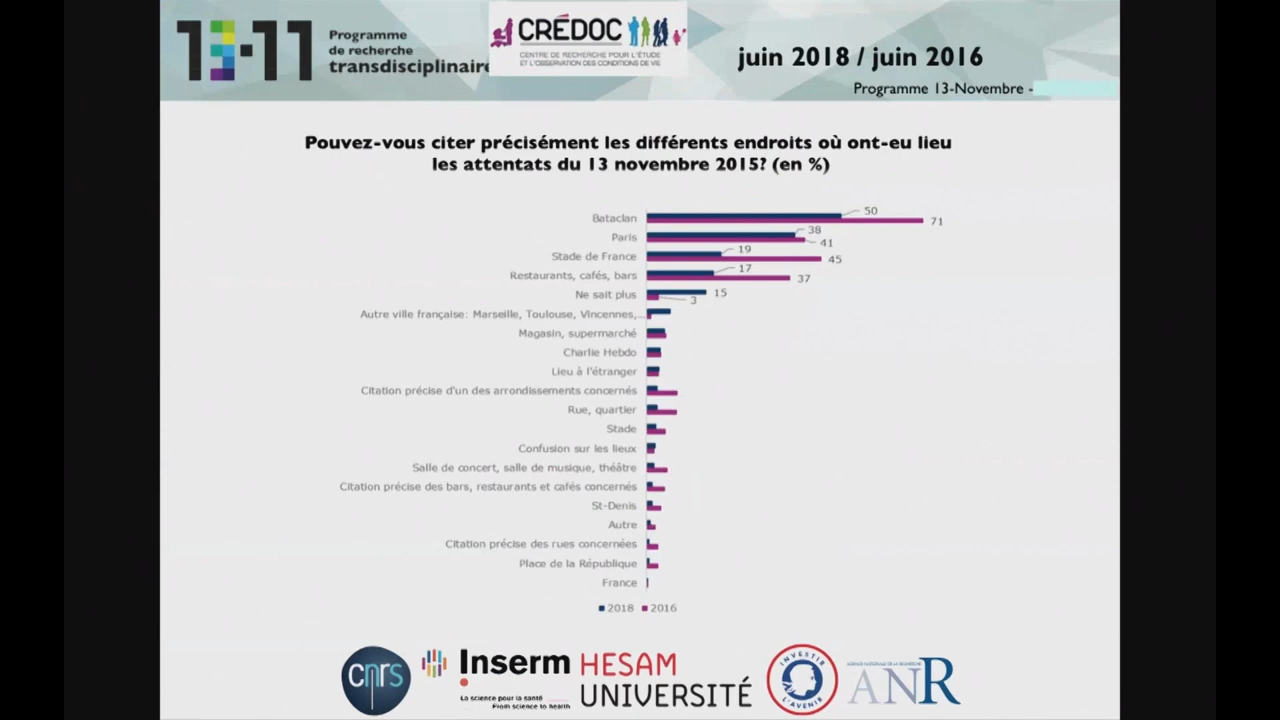 13·11
Programme
de recherche
transdisciplinaire
CRÉDOC
CENTRE DE RECHERCHE POUR L'ÉTUDE
ET L'OBSERVATION DES CONDITIONS DE VIE
juin 2018 / juin 2016
Programme 13-Novembre -
Pouvez-vous citer précisément les différents endroits où ont-eu lieu
les attentats du 13 novembre 2015? (en %)
Bataclan 50 71
Paris 38 41
Stade de France 19 45
Restaurants, cafés, bars 17 37
Ne sait plus 15 3
Autre ville française: Marseille, Toulouse, Vincennes,...
Magasin, supermarché
Charlie Hebdo
Lieu à l'étranger
Citation précise d'un des arrondissements concernés
Rue, quartier
Stade
Confusion sur les lieux
Salle de concert, salle de musique, théâtre
Citation précise des bars, restaurants et cafés concernés
St-Denis
Autre
Citation précise des rues concernées
Place de la République
France
2018 2016
cnrs
Inserm
La science pour la santé
From science to health
HESAM
UNIVERSITÉ
INVESTIR
L'AVENIR
AGENCE NATIONALE DE LA RECHERCHE
ANR